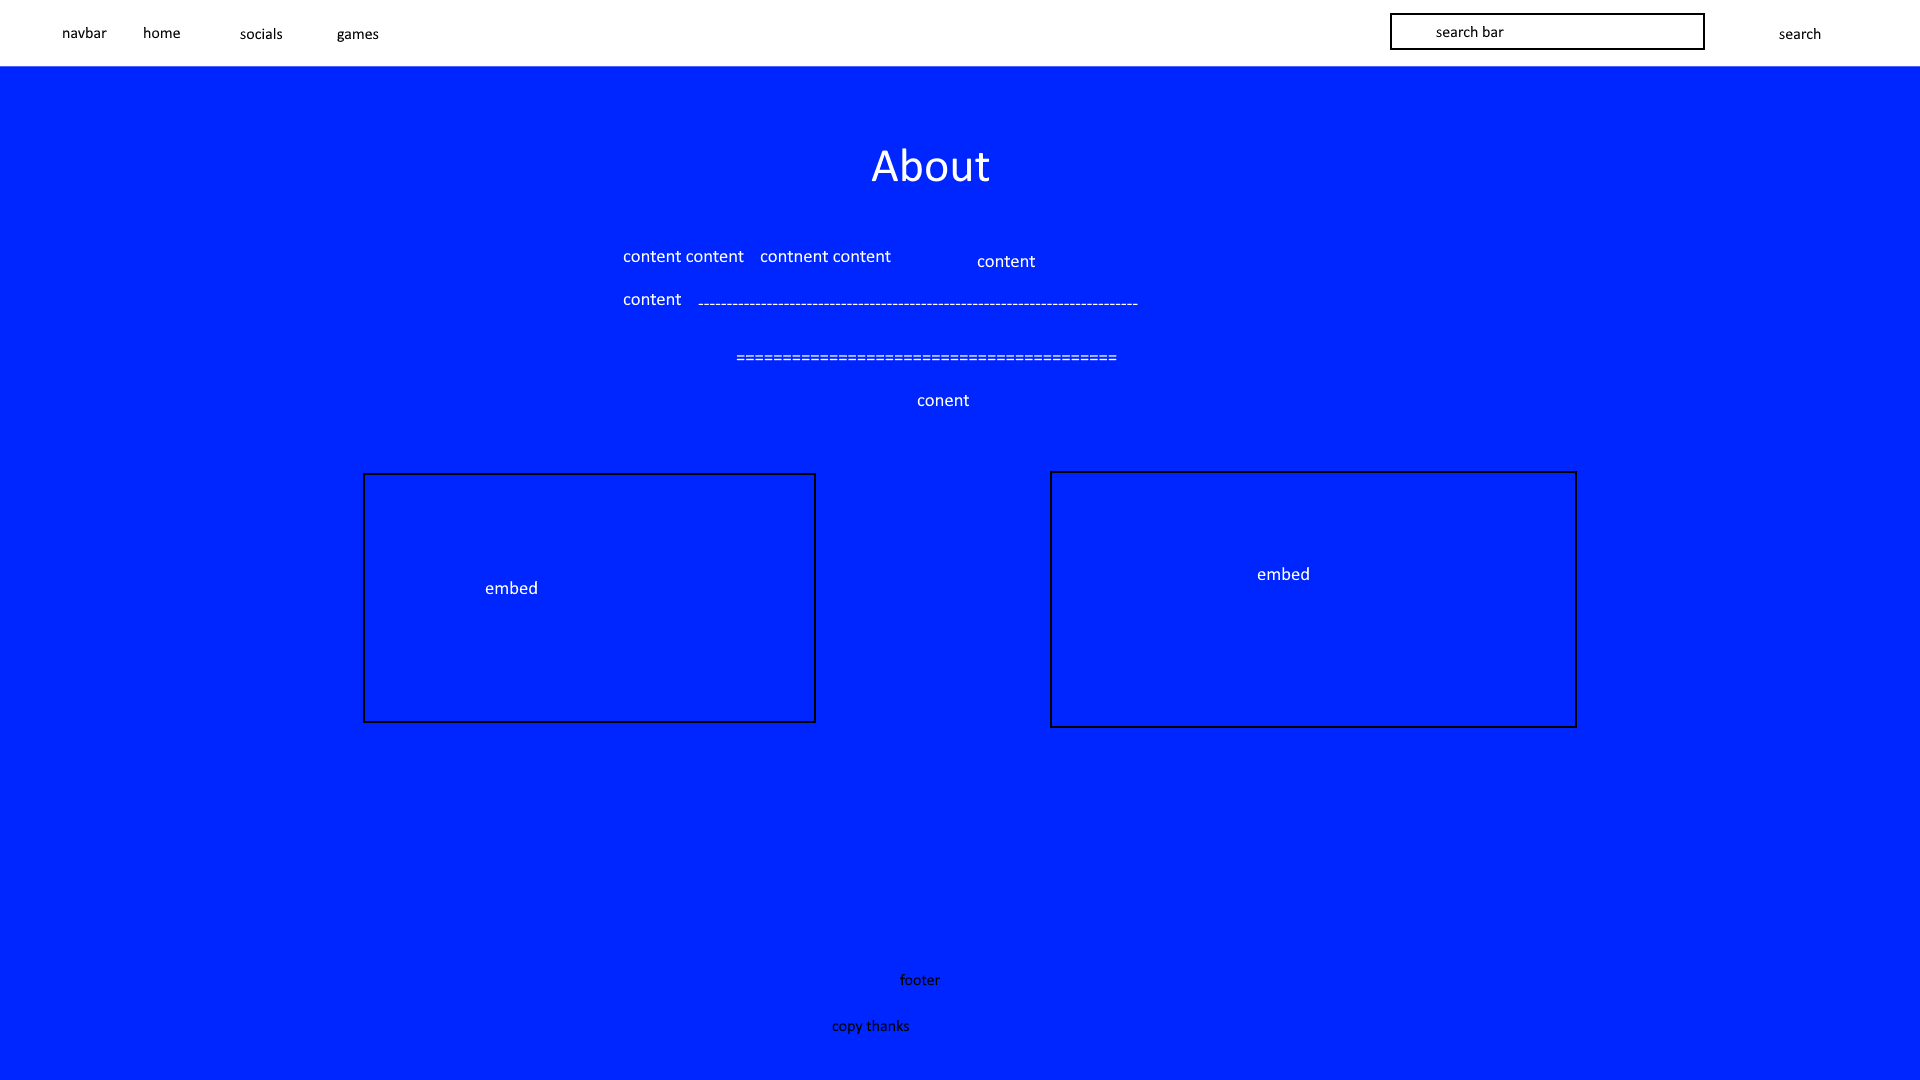 navbar home socials games search bar search
About
content content contnent content content
content -------------------------------------------------------------------------------
=========================================
conent
embed embed
footer
copy thanks